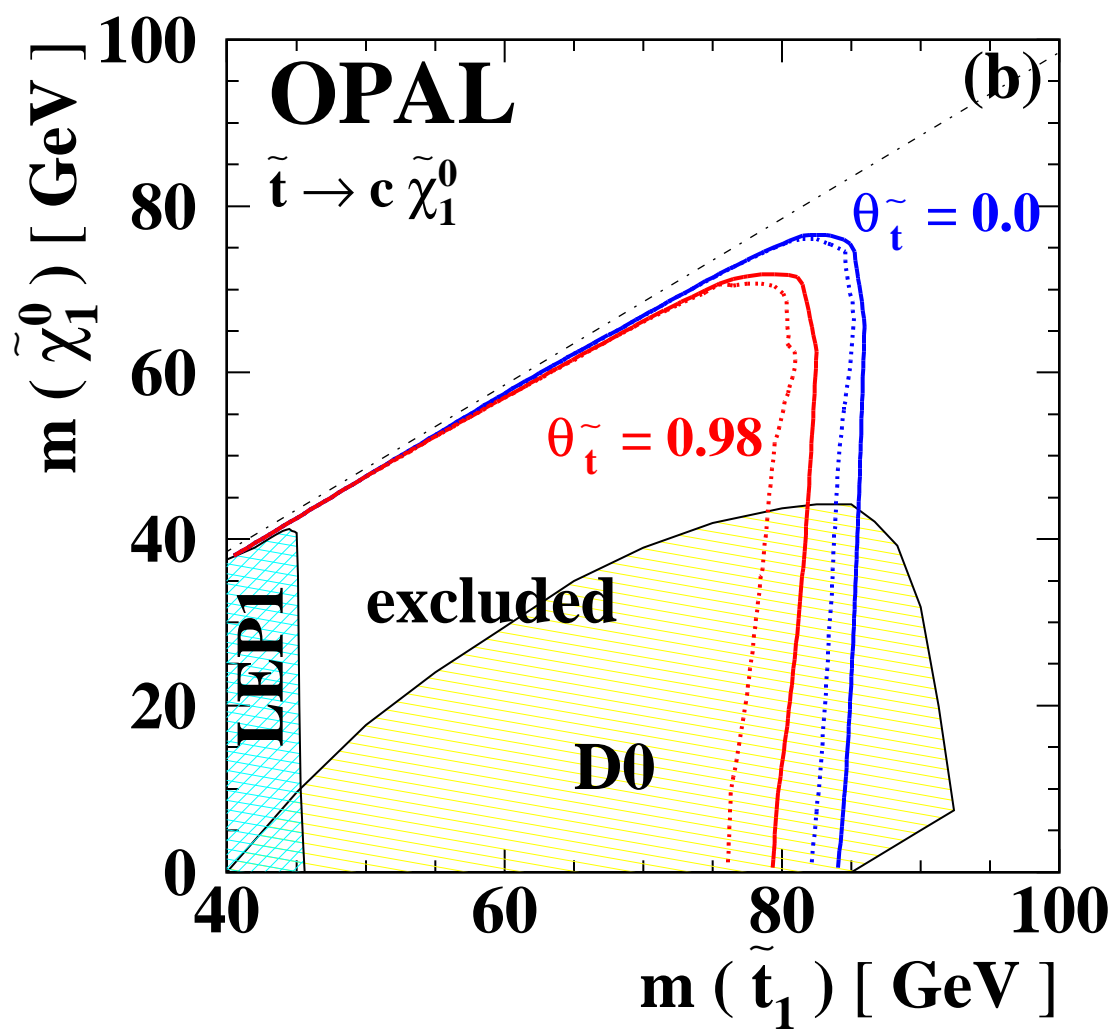 100
OPAL
(b)
t̃ → c χ̃⁰₁
80
θ_t̃ = 0.0
m ( χ̃⁰₁ ) [ GeV ]
60
θ_t̃ = 0.98
40
excluded
LEP1
20
D0
0
40 60 80 100
m ( t̃₁ ) [ GeV ]